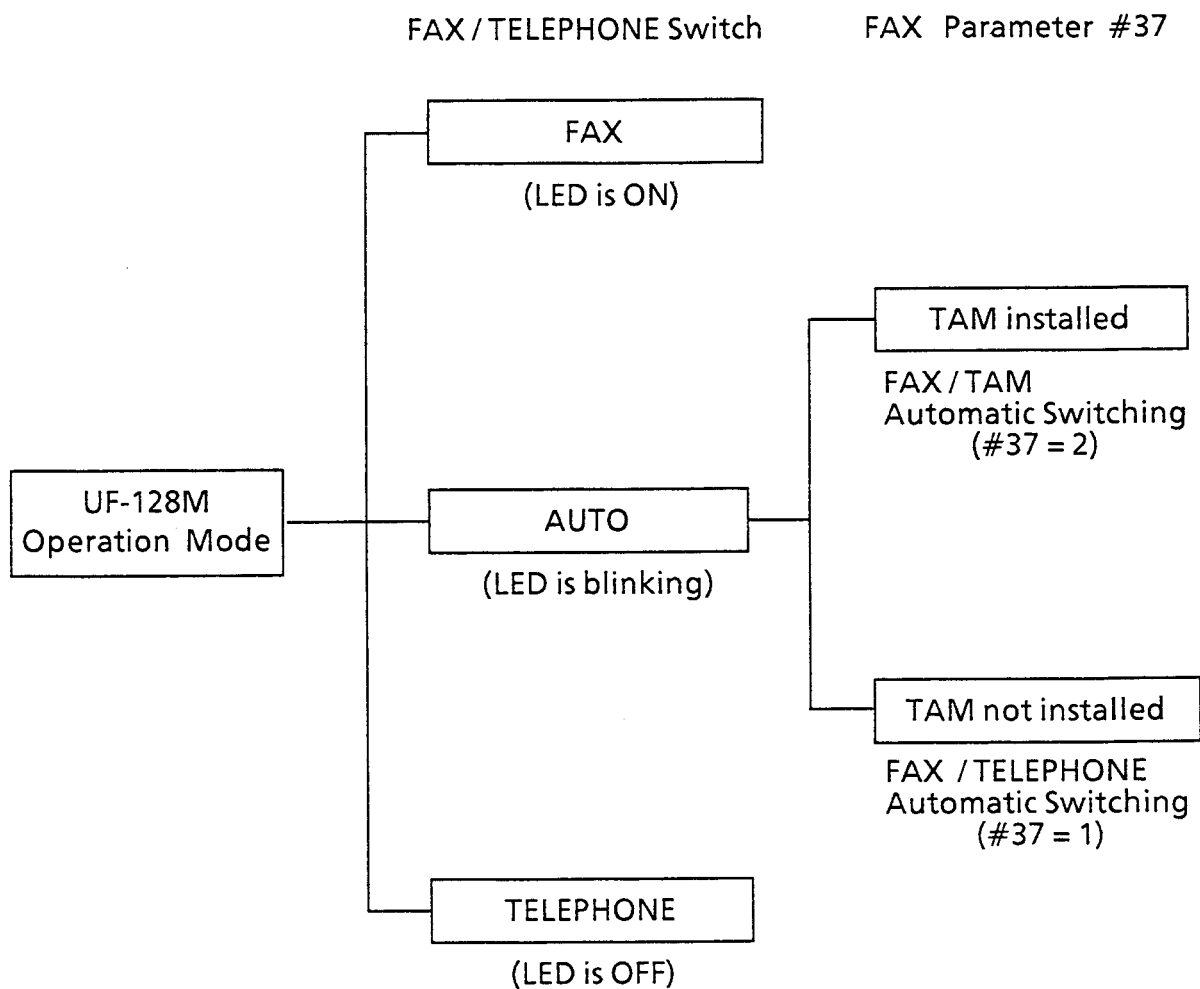 FAX / TELEPHONE Switch
FAX Parameter #37
FAX
(LED is ON)
TAM installed
FAX / TAM
Automatic Switching
(#37 = 2)
UF-128M
Operation Mode
AUTO
(LED is blinking)
TAM not installed
FAX / TELEPHONE
Automatic Switching
(#37 = 1)
TELEPHONE
(LED is OFF)